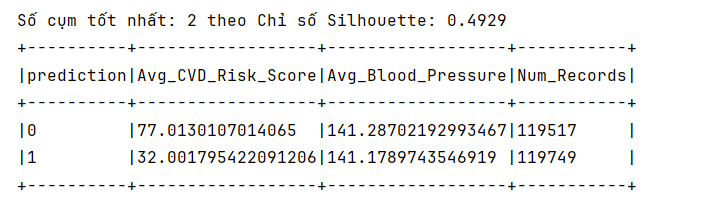 Số cụm tốt nhất: 2 theo Chỉ số Silhouette: 0.4929
+----------+------------------+------------------+-----------+
|prediction|Avg_CVD_Risk_Score|Avg_Blood_Pressure|Num_Records|
+----------+------------------+------------------+-----------+
|0         |77.0130107014065  |141.28702192993467|119517     |
|1         |32.001795422091206|141.1789743546919 |119749     |
+----------+------------------+------------------+-----------+